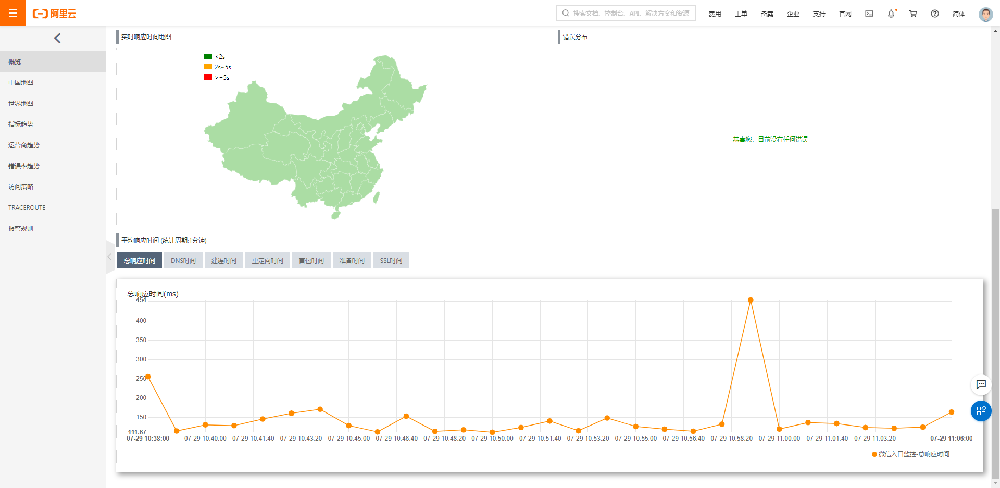 阿里云
搜索文档、控制台、API、解决方案和资源
费用
工单
备案
企业
支持
官网
简体
概览
中国地图
世界地图
指标趋势
运营商趋势
错误率趋势
访问策略
TRACEROUTE
报警规则
实时响应时间地图
<2s
2s~5s
>=5s
错误分布
恭喜您，目前没有任何错误
平均响应时间 (统计周期:1分钟)
总响应时间
DNS时间
建连时间
重定向时间
首包时间
准备时间
SSL时间
总响应时间(ms)
454
400
350
300
250
200
150
111.67
07-29 10:38:00
07-29 10:40:00
07-29 10:41:40
07-29 10:43:20
07-29 10:45:00
07-29 10:46:40
07-29 10:48:20
07-29 10:50:00
07-29 10:51:40
07-29 10:53:20
07-29 10:55:00
07-29 10:56:40
07-29 10:58:20
07-29 11:00:00
07-29 11:01:40
07-29 11:03:20
07-29 11:06:00
微信入口监控-总响应时间